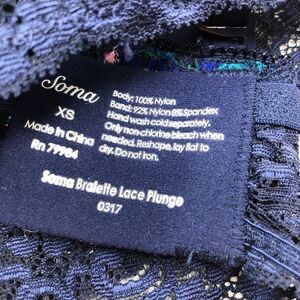 Soma
XS
Made in China
Rn 79984
Body: 100% Nylon
Band: 92% Nylon 8% Spandex
Hand wash cold separately.
Only non-chlorine bleach when
needed. Reshape, lay flat to
dry. Do not iron.
Soma Bralette Lace Plunge
0317